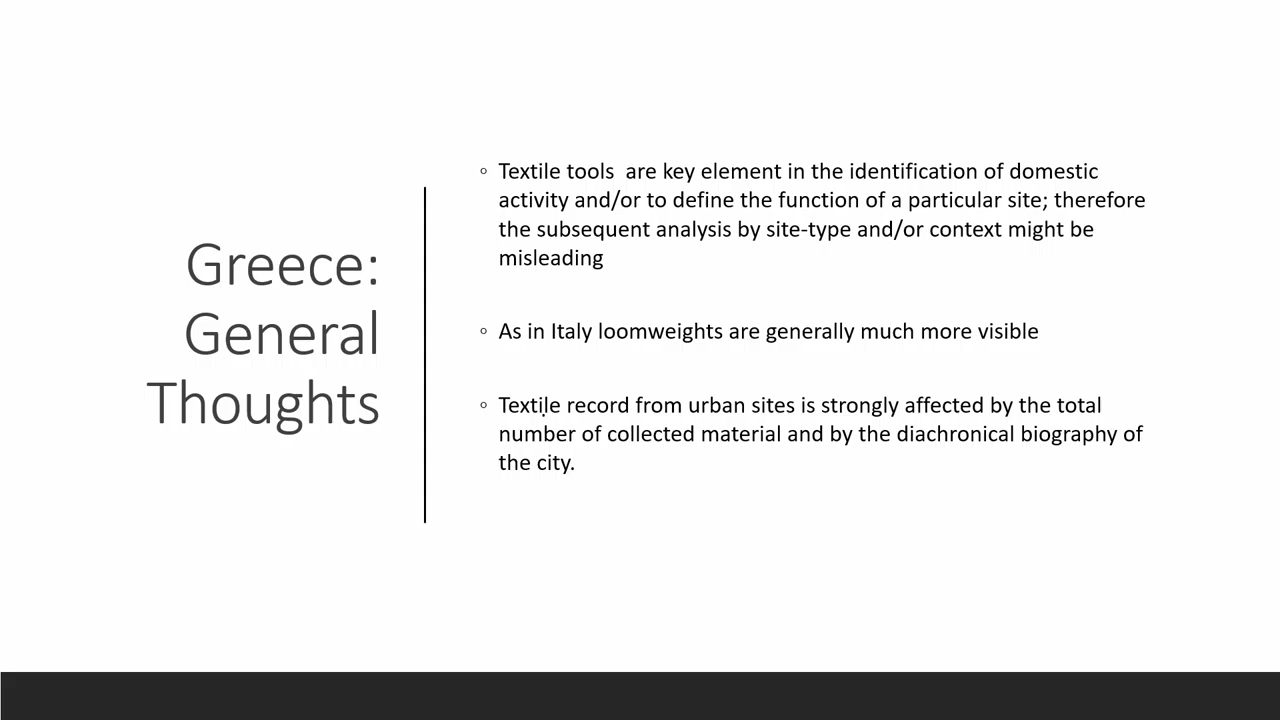 Greece:
General
Thoughts
◦ Textile tools  are key element in the identification of domestic
activity and/or to define the function of a particular site; therefore
the subsequent analysis by site-type and/or context might be
misleading
◦ As in Italy loomweights are generally much more visible
◦ Textile record from urban sites is strongly affected by the total
number of collected material and by the diachronical biography of
the city.